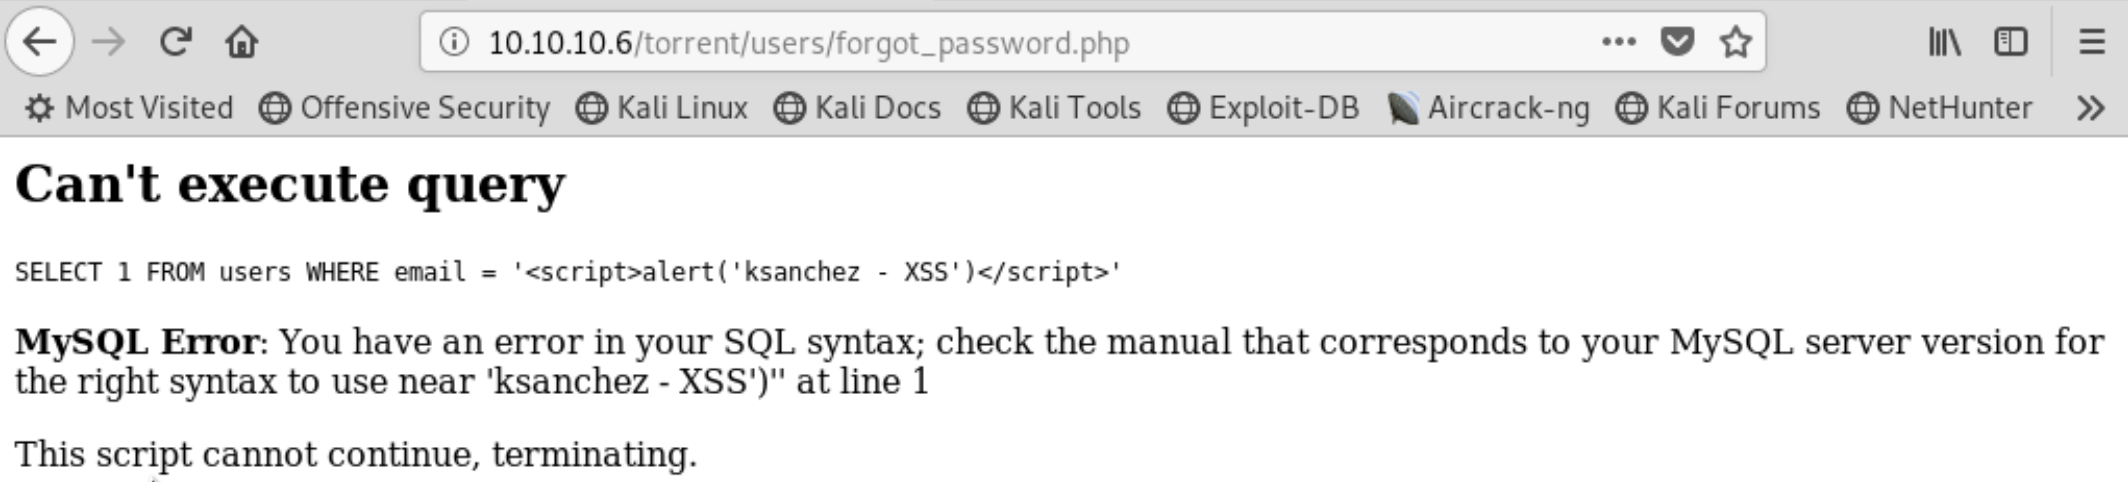 10.10.10.6/torrent/users/forgot_password.php
Most Visited Offensive Security Kali Linux Kali Docs Kali Tools Exploit-DB Aircrack-ng Kali Forums NetHunter
Can't execute query
SELECT 1 FROM users WHERE email = '<script>alert('ksanchez - XSS')</script>'
MySQL Error: You have an error in your SQL syntax; check the manual that corresponds to your MySQL server version for
the right syntax to use near 'ksanchez - XSS')'' at line 1
This script cannot continue, terminating.